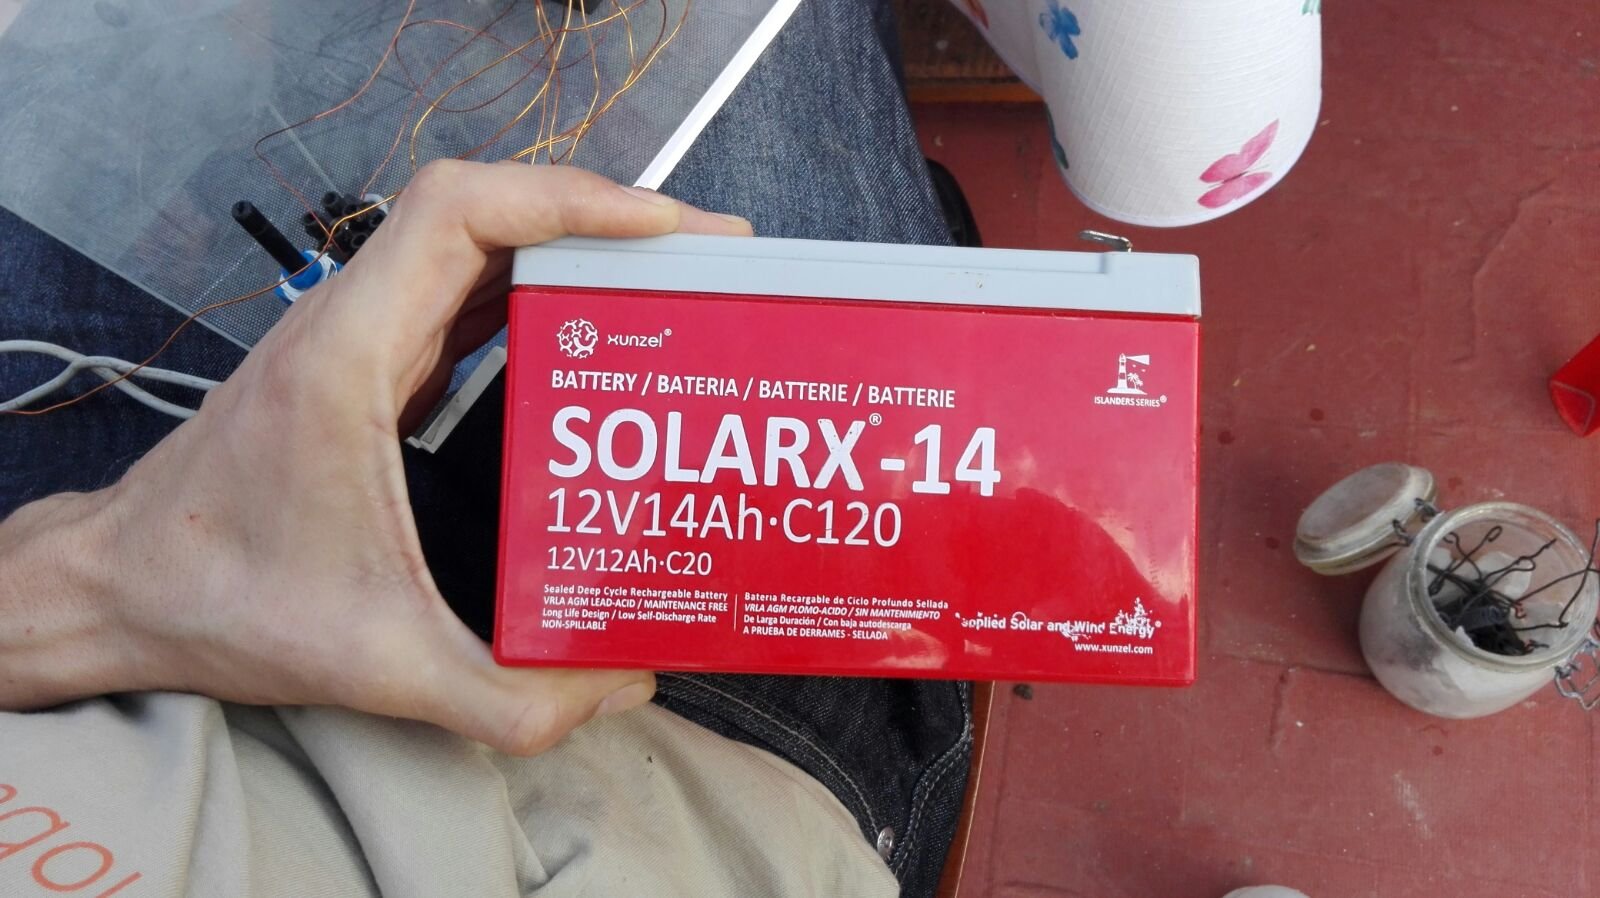 xunzel®
BATTERY / BATERIA / BATTERIE / BATTERIE
ISLANDERS SERIES®
SOLARX®-14
12V14Ah·C120
12V12Ah·C20
Sealed Deep Cycle Rechargeable Battery
VRLA AGM LEAD-ACID / MAINTENANCE FREE
Long Life Design / Low Self-Discharge Rate
NON-SPILLABLE
Bateria Recargable de Ciclo Profundo Sellada
VRLA AGM PLOMO-ACIDO / SIN MANTENMIENTO
De Larga Duración / Con baja autodescarga
A PRUEBA DE DERRAMES - SELLADA
applied Solar and Wind Energy®
www.xunzel.com